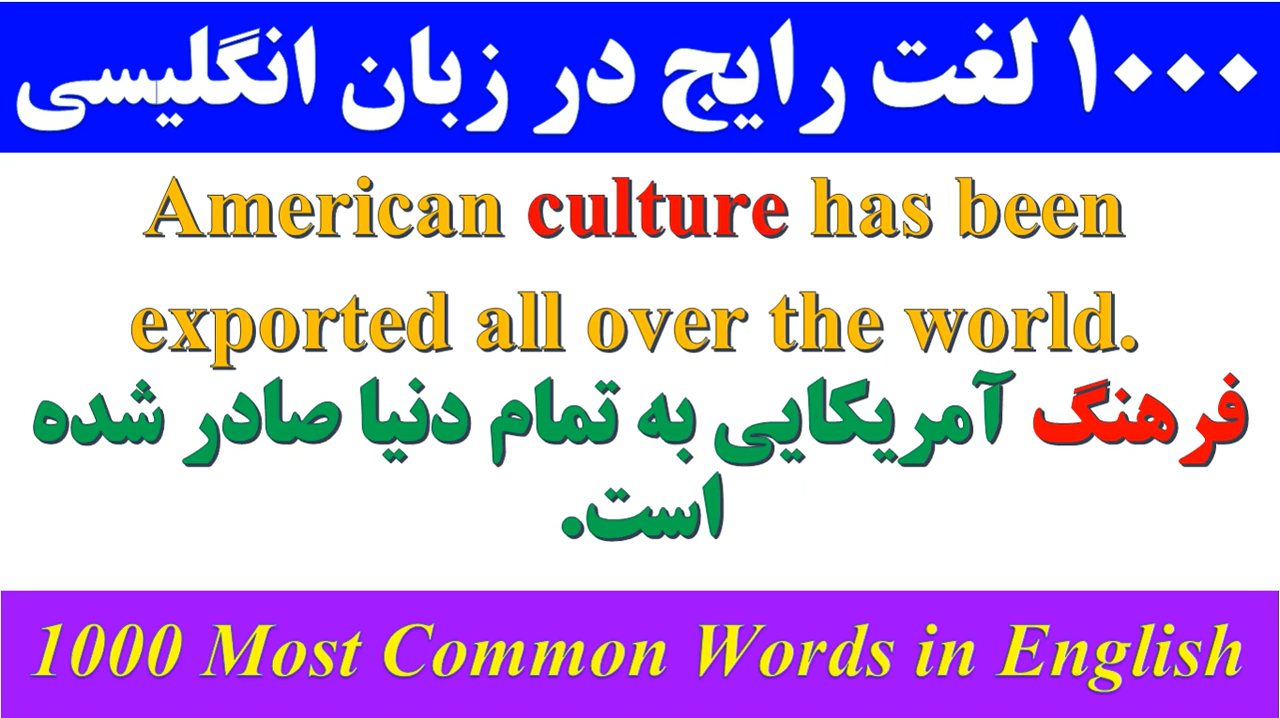 ۱۰۰۰ لغت رایج در زبان انگلیسی
American culture has been
exported all over the world.
فرهنگ آمریکایی به تمام دنیا صادر شده
است.
1000 Most Common Words in English